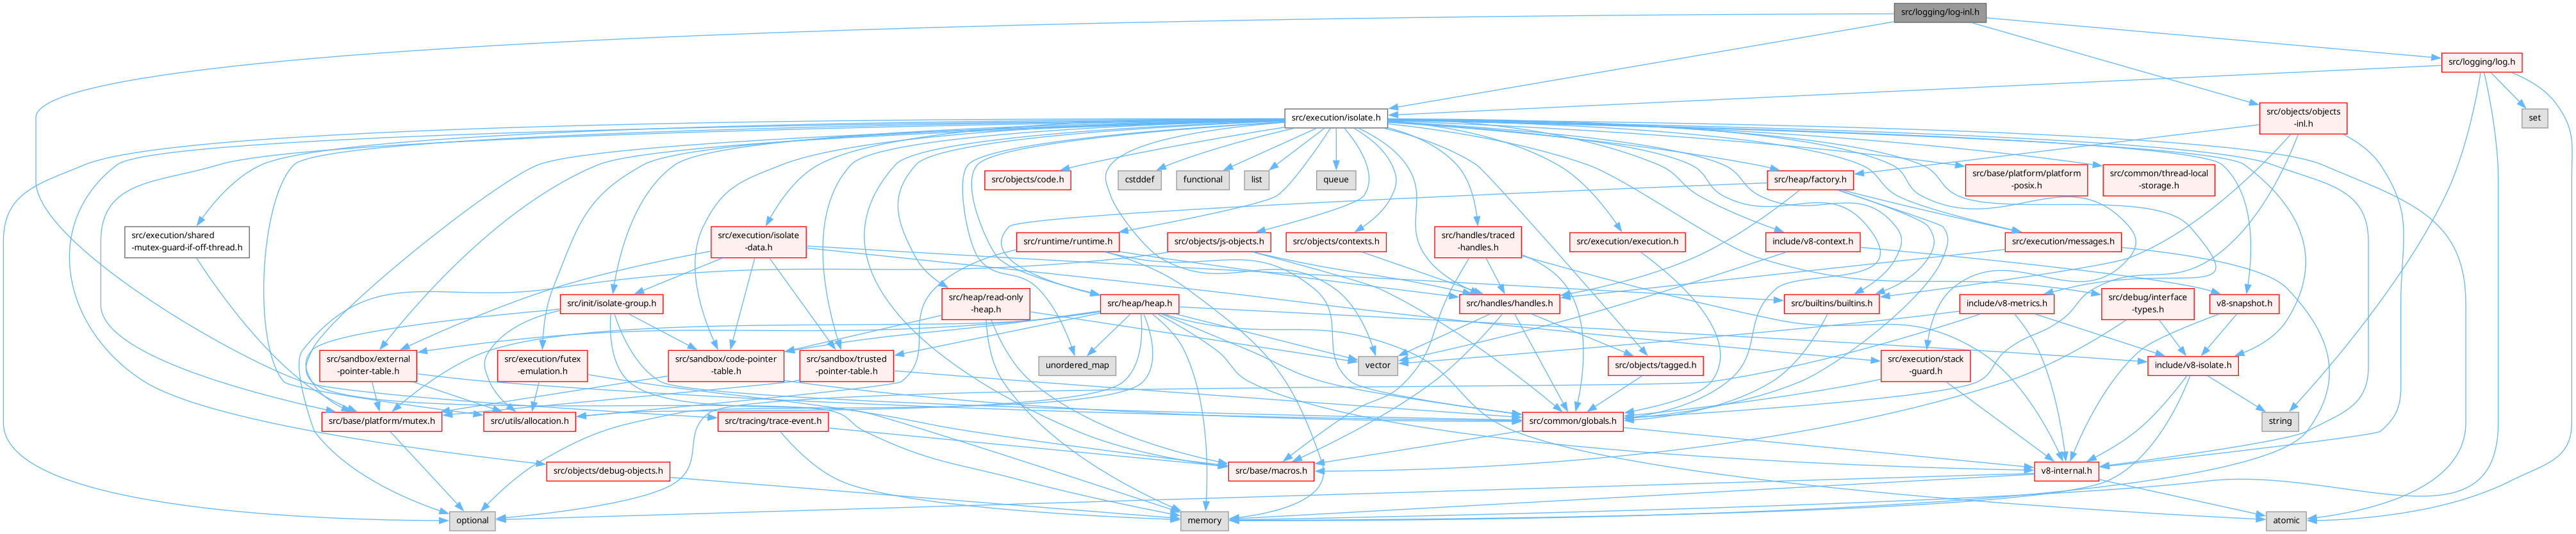 src/logging/log-inl.h
src/logging/log.h
src/execution/isolate.h
src/objects/objects
-inl.h
set
src/objects/code.h
cstddef
functional
list
queue
src/heap/factory.h
src/base/platform/platform
-posix.h
src/common/thread-local
-storage.h
src/execution/shared
-mutex-guard-if-off-thread.h
src/execution/isolate
-data.h
src/runtime/runtime.h
src/objects/js-objects.h
src/objects/contexts.h
src/handles/traced
-handles.h
src/execution/execution.h
include/v8-context.h
src/execution/messages.h
src/init/isolate-group.h
src/heap/read-only
-heap.h
src/heap/heap.h
src/handles/handles.h
src/builtins/builtins.h
include/v8-metrics.h
src/debug/interface
-types.h
v8-snapshot.h
src/sandbox/external
-pointer-table.h
src/execution/futex
-emulation.h
src/sandbox/code-pointer
-table.h
src/sandbox/trusted
-pointer-table.h
unordered_map
vector
src/objects/tagged.h
src/execution/stack
-guard.h
include/v8-isolate.h
src/base/platform/mutex.h
src/utils/allocation.h
src/tracing/trace-event.h
src/common/globals.h
string
src/objects/debug-objects.h
src/base/macros.h
v8-internal.h
optional
memory
atomic